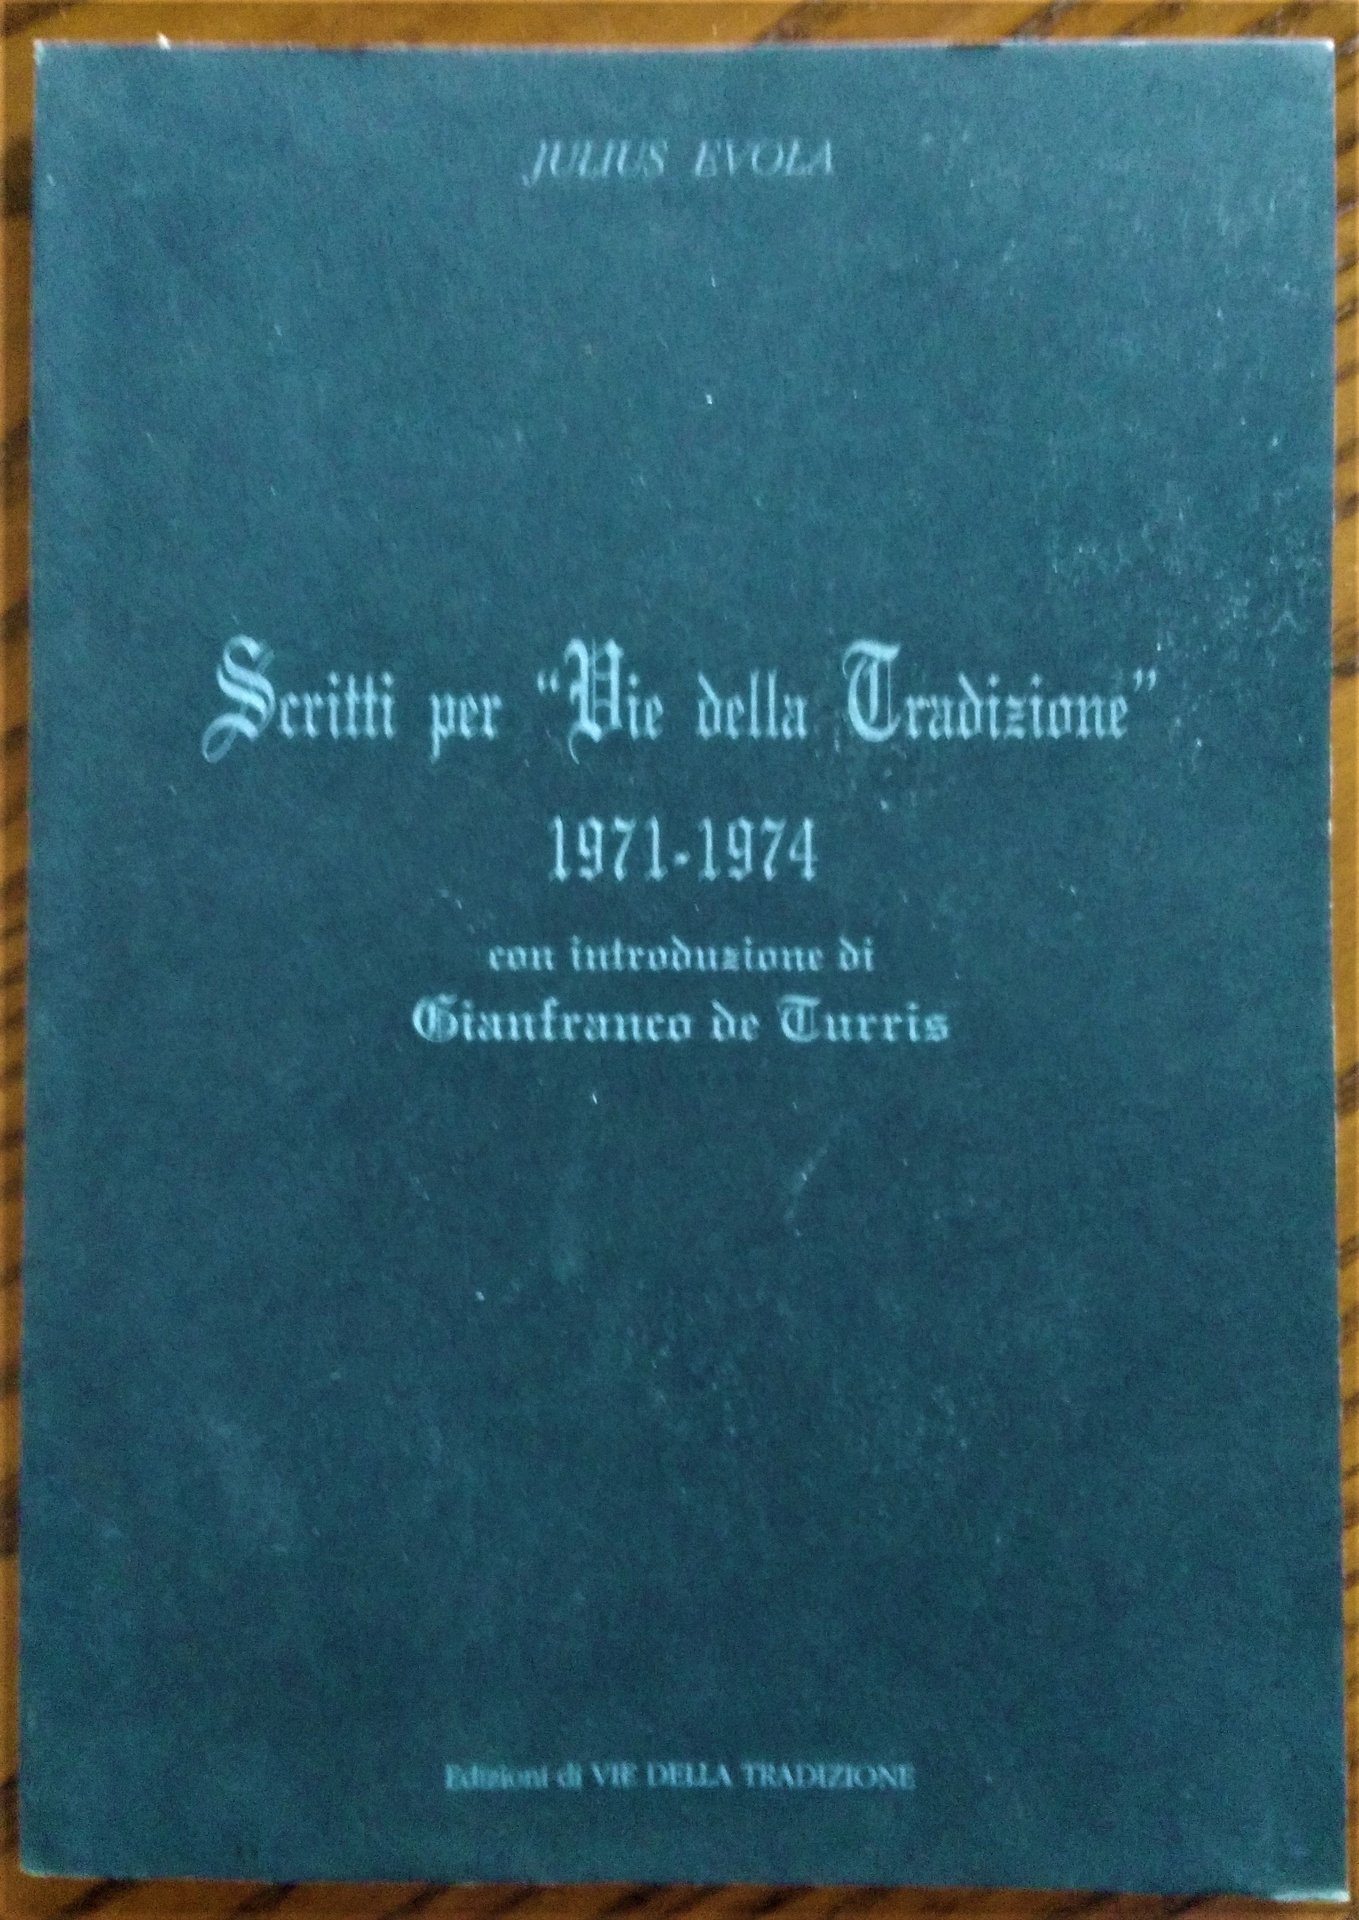 JULIUS EVOLA
Scritti per "Vie della Tradizione"
1971-1974
con introduzione di
Gianfranco de Turris
Edizioni di VIE DELLA TRADIZIONE